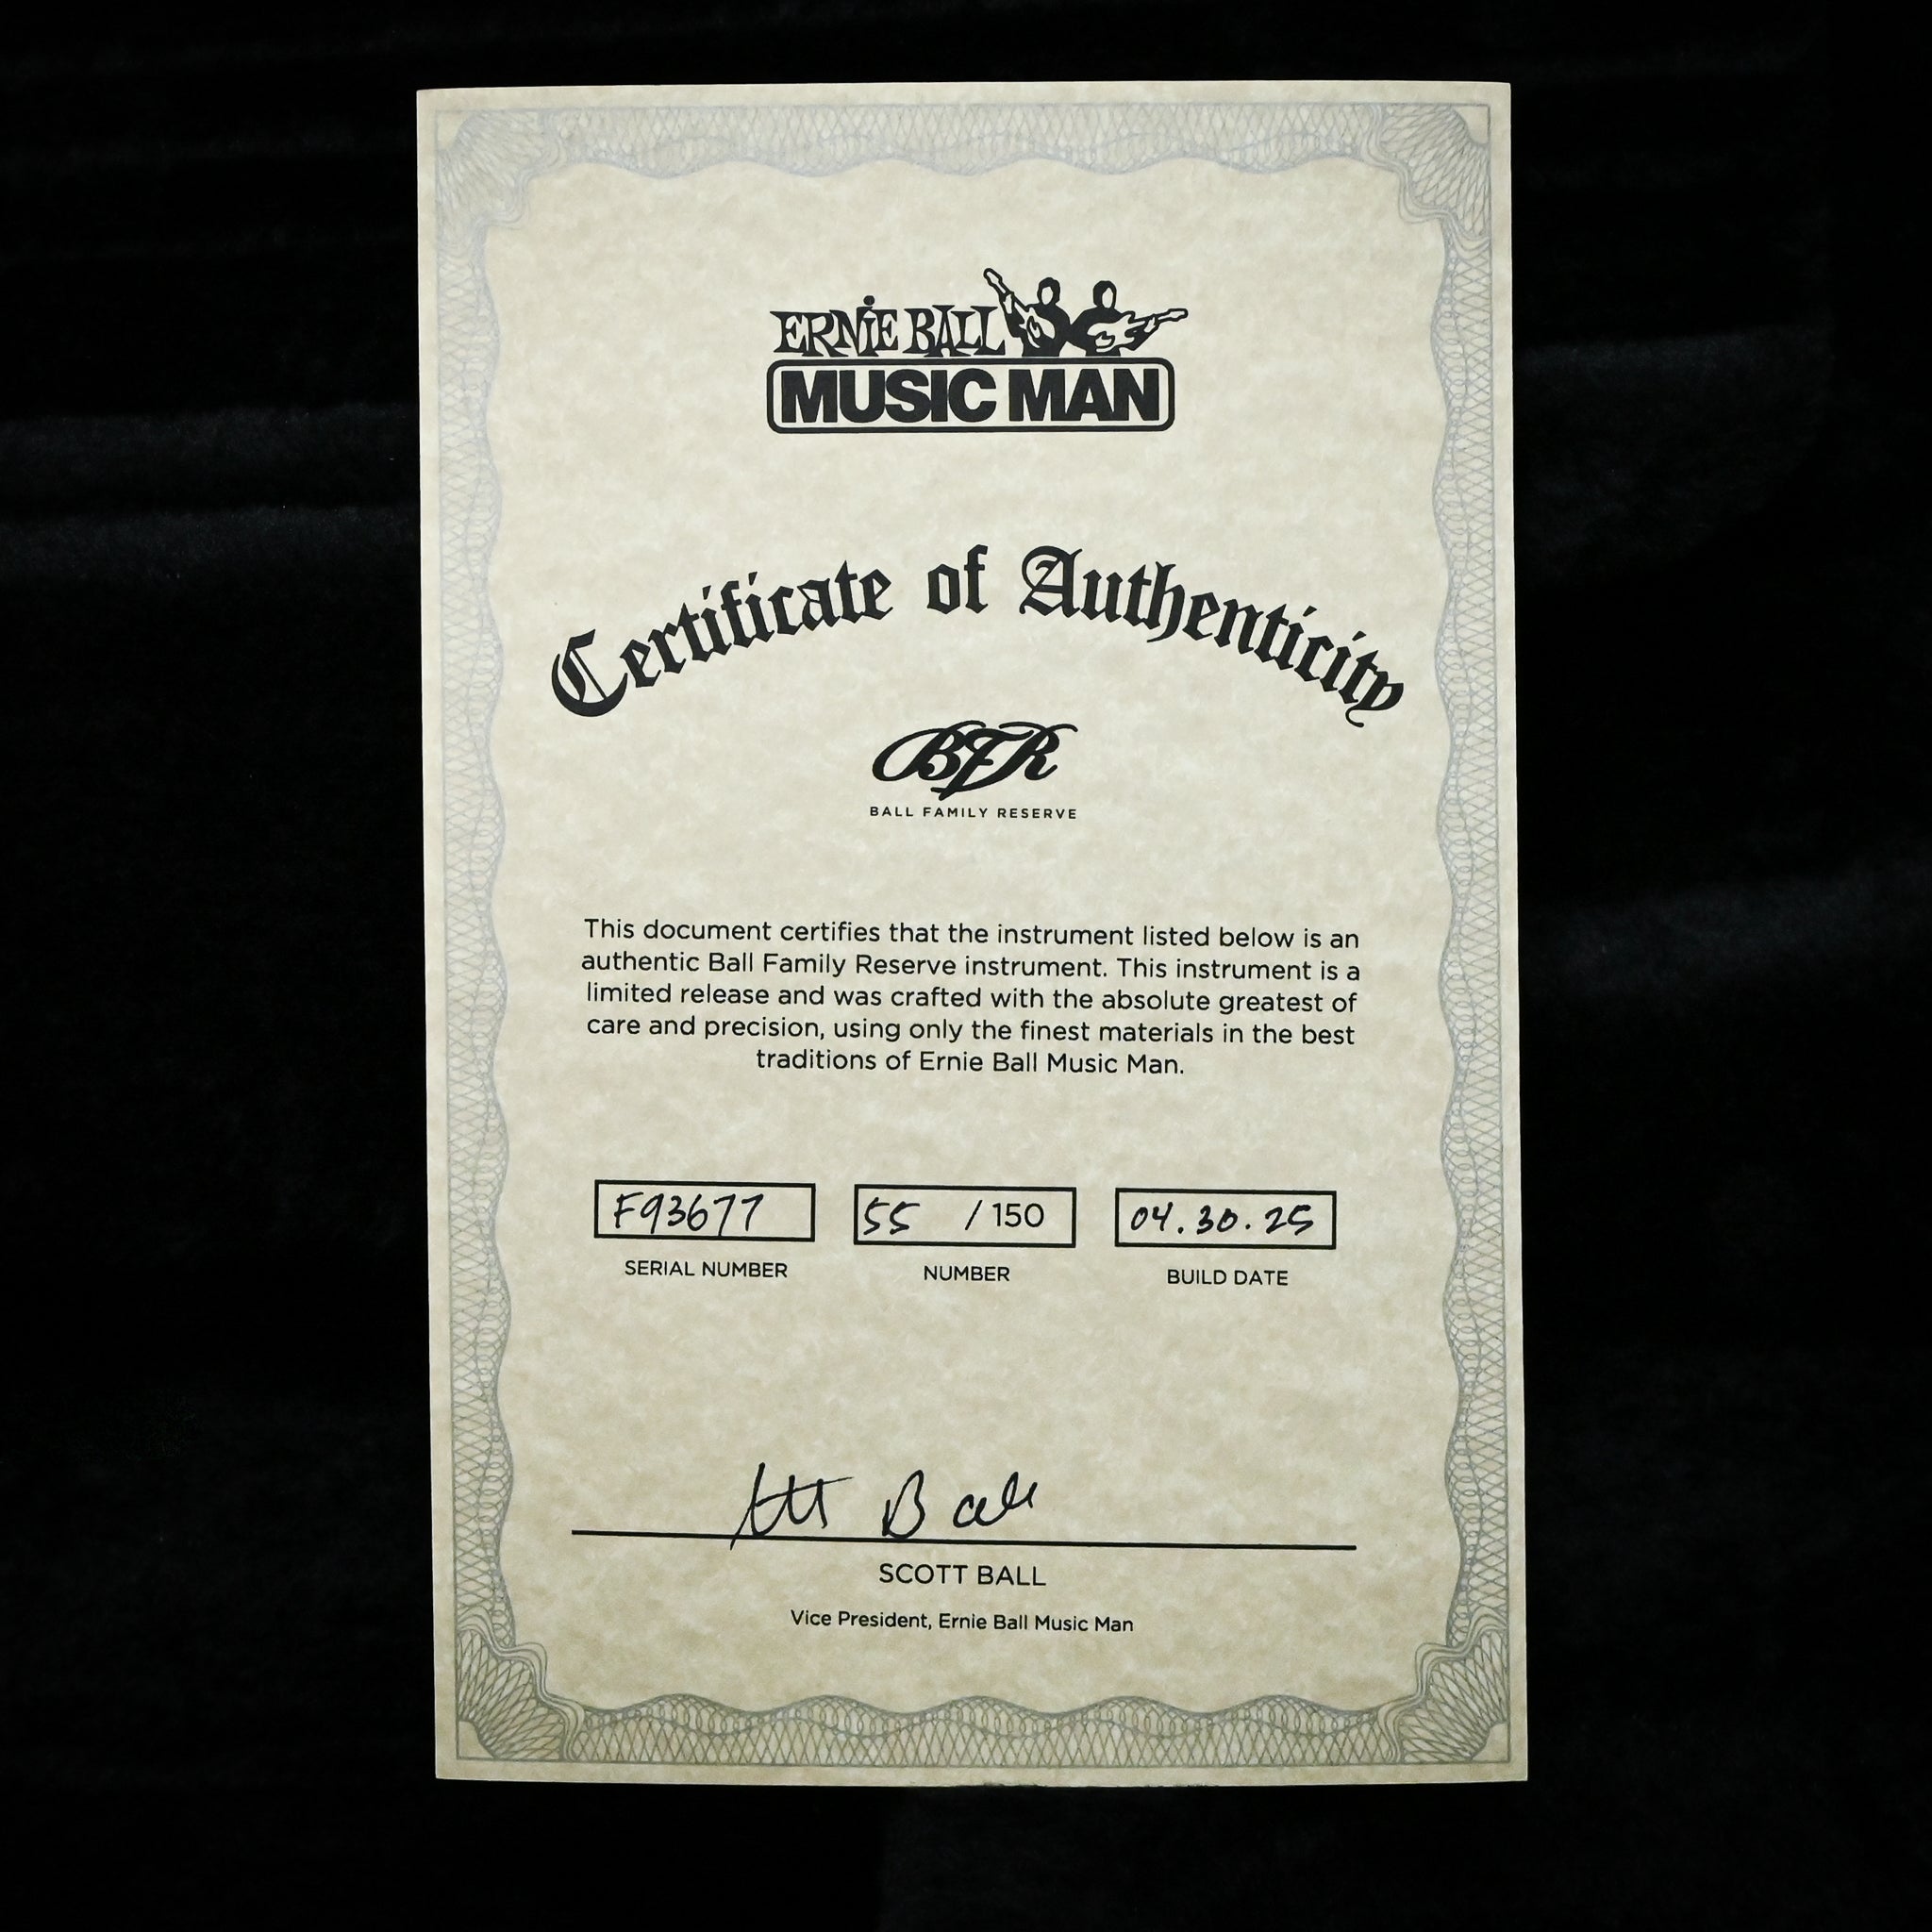 ERNIE BALL
MUSIC MAN
Certificate of Authenticity
BFR
BALL FAMILY RESERVE
This document certifies that the instrument listed below is an
authentic Ball Family Reserve instrument. This instrument is a
limited release and was crafted with the absolute greatest of
care and precision, using only the finest materials in the best
traditions of Ernie Ball Music Man.
F93677 55 / 150 04.30.25
SERIAL NUMBER NUMBER BUILD DATE
Scott Ball
SCOTT BALL
Vice President, Ernie Ball Music Man